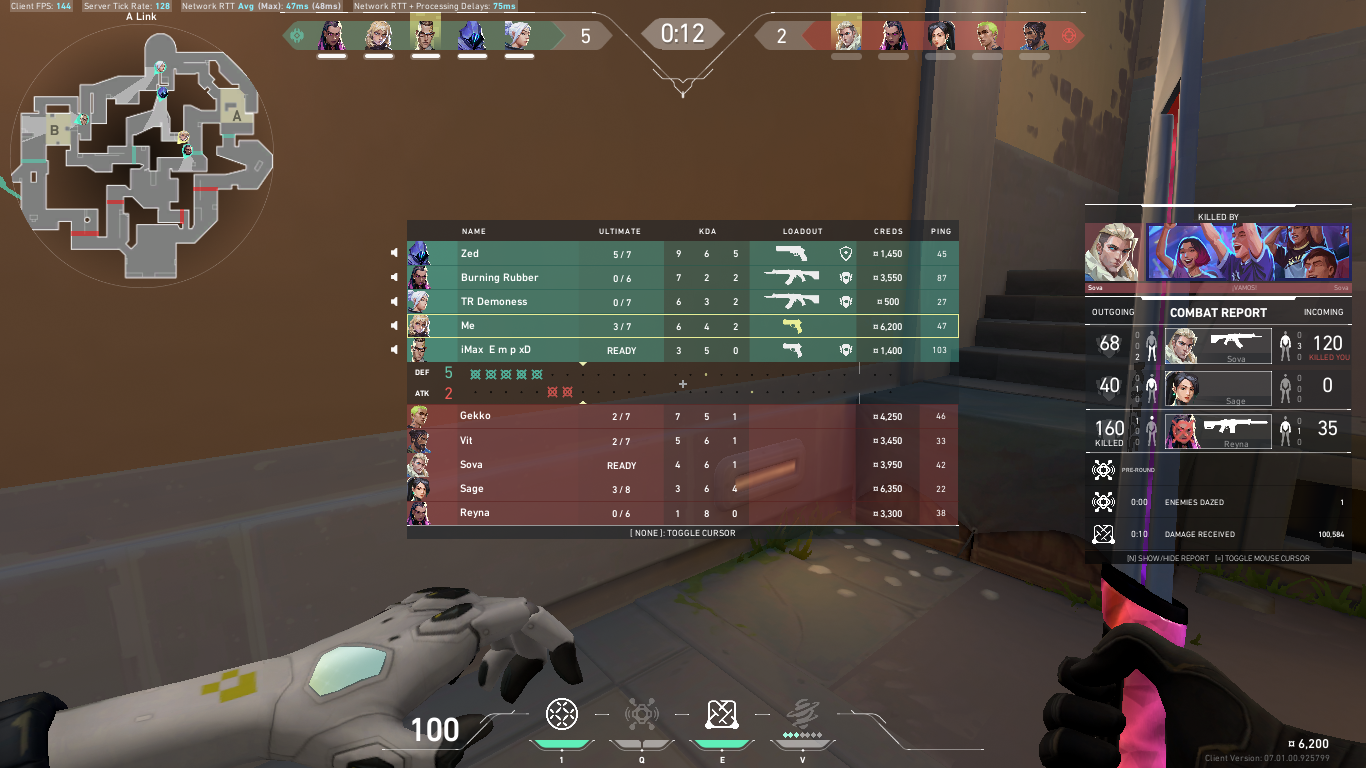 Client FPS: 144 Server Tick Rate: 128 Network RTT Avg (Max): 47ms (48ms) Network RTT + Processing Delays: 75ms
A Link
5 0:12 2
B A
NAME ULTIMATE KDA LOADOUT CREDS PING
Zed 5 / 7 9 6 5 ¤ 1,450 45
Burning Rubber 0 / 6 7 2 2 ¤ 3,550 87
TR Demoness 0 / 7 6 3 2 ¤ 500 27
Me 3 / 7 6 4 2 ¤ 6,200 47
iMax E m p xD READY 3 5 0 ¤ 1,400 103
DEF 5
ATK 2
Gekko 2 / 7 7 5 1 ¤ 4,250 46
Vit 2 / 7 5 6 1 ¤ 3,450 33
Sova READY 4 6 1 ¤ 3,950 42
Sage 3 / 8 3 6 4 ¤ 6,350 22
Reyna 0 / 6 1 8 0 ¤ 3,300 38
[ NONE ]: TOGGLE CURSOR
KILLED BY
Sova ¡VAMOS! Sova
OUTGOING COMBAT REPORT INCOMING
68 0 0 2 Sova 0 3 0 120 KILLED YOU
40 0 1 0 Sage 0 0 0 0
160 KILLED 1 0 0 Reyna 0 1 0 35
PRE-ROUND
0:00 ENEMIES DAZED 1
0:10 DAMAGE RECEIVED 100,584
[N] SHOW/HIDE REPORT [=] TOGGLE MOUSE CURSOR
100
1 Q E V
¤ 6,200
Client Version: 07.01.00.925799